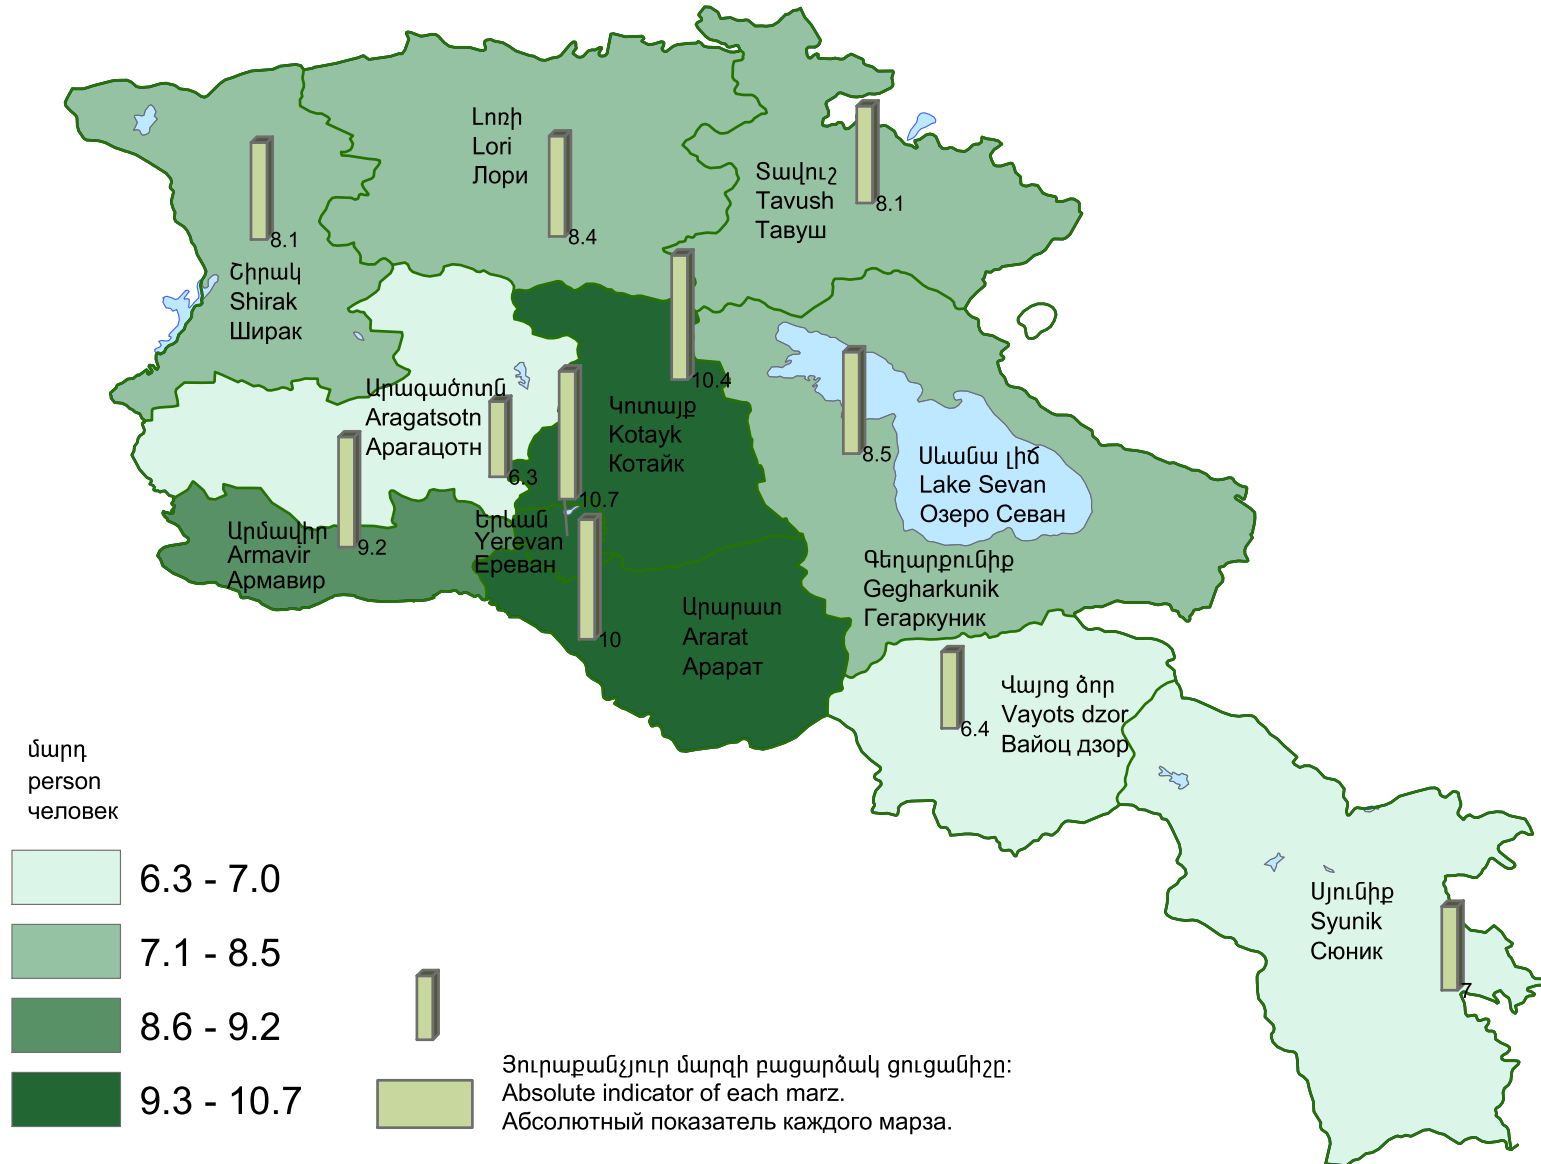 Լոռի
Lori
Лори
8.4
Տավուշ
Tavush
Тавуш
8.1
8.1
Շիրակ
Shirak
Ширак
10.4
Արագածոտն
Aragatsotn
Арагацотн
6.3
Կոտայք
Kotayk
Котайк
8.5
Սևանա լիճ
Lake Sevan
Озеро Севан
10.7
Երևան
Yerevan
Ереван
Արմավիր
Armavir
Армавир
9.2
Գեղարքունիք
Gegharkunik
Гегаркуник
10
Արարատ
Ararat
Арарат
6.4
Վայոց ձոր
Vayots dzor
Вайоц дзор
Սյունիք
Syunik
Сюник
7
մարդ
person
человек
6.3 - 7.0
7.1 - 8.5
8.6 - 9.2
9.3 - 10.7
Յուրաքանչյուր մարզի բացարձակ ցուցանիշը:
Absolute indicator of each marz.
Абсолютный показатель каждого марза.